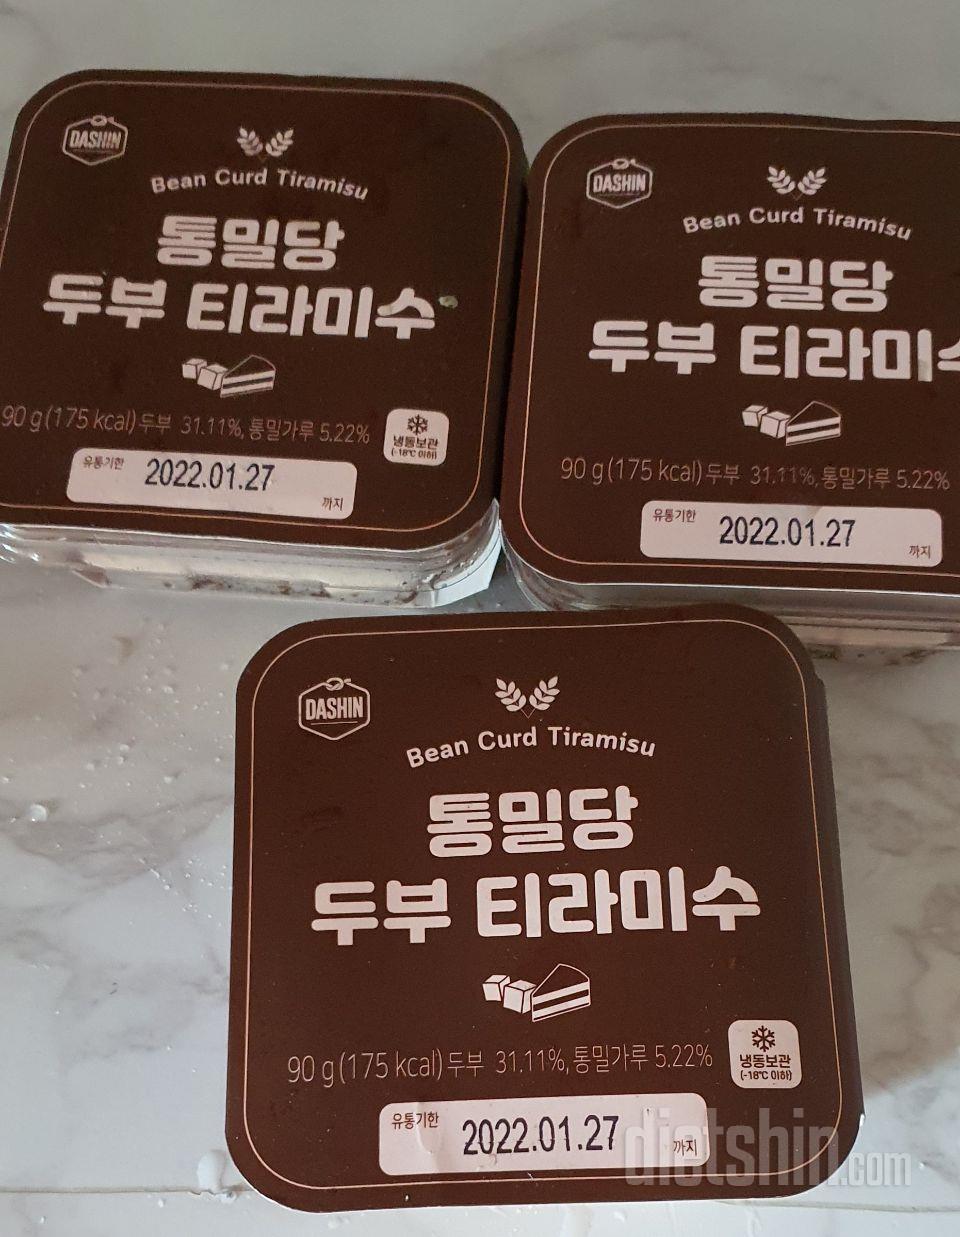 DASHIN
Bean Curd Tiramisu
통밀당
두부 티라미수
90 g (175 kcal) 두부 31.11%, 통밀가루 5.22%
냉동보관
(-18℃ 이하)
유통기한
2022.01.27
까지
DASHIN
Bean Curd Tiramisu
통밀당
두부 티라미
90 g (175 kcal) 두부 31.11%, 통밀가루 5.22%
유통기한
2022.01.27
까지
DASHIN
Bean Curd Tiramisu
통밀당
두부 티라미수
90 g (175 kcal) 두부 31.11%, 통밀가루 5.22%
냉동보관
(-18℃ 이하)
유통기한
2022.01.27
까지
dietshin.com